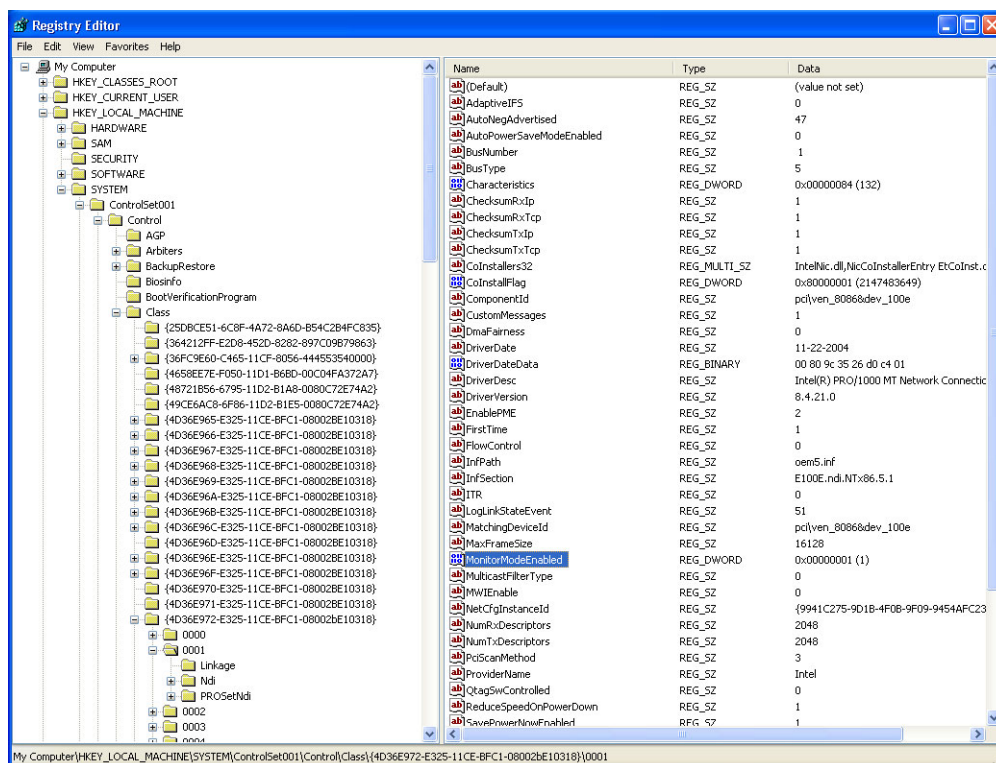 Registry Editor
File Edit View Favorites Help
My Computer
HKEY_CLASSES_ROOT
HKEY_CURRENT_USER
HKEY_LOCAL_MACHINE
HARDWARE
SAM
SECURITY
SOFTWARE
SYSTEM
ControlSet001
Control
AGP
Arbiters
BackupRestore
Biosinfo
BootVerificationProgram
Class
{25DBCE51-6C8F-4A72-8A6D-B54C2B4FC835}
{364212FF-E2D8-452D-8282-897C09B79863}
{36FC9E60-C465-11CF-8056-444553540000}
{4658EE7E-F050-11D1-B6BD-00C04FA372A7}
{48721B56-6795-11D2-B1A8-0080C72E74A2}
{49CE6AC8-6F86-11D2-B1E5-0080C72E74A2}
{4D36E965-E325-11CE-BFC1-08002BE10318}
{4D36E966-E325-11CE-BFC1-08002BE10318}
{4D36E967-E325-11CE-BFC1-08002BE10318}
{4D36E968-E325-11CE-BFC1-08002BE10318}
{4D36E969-E325-11CE-BFC1-08002BE10318}
{4D36E96A-E325-11CE-BFC1-08002BE10318}
{4D36E96B-E325-11CE-BFC1-08002BE10318}
{4D36E96C-E325-11CE-BFC1-08002BE10318}
{4D36E96D-E325-11CE-BFC1-08002BE10318}
{4D36E96E-E325-11CE-BFC1-08002BE10318}
{4D36E96F-E325-11CE-BFC1-08002BE10318}
{4D36E970-E325-11CE-BFC1-08002BE10318}
{4D36E971-E325-11CE-BFC1-08002BE10318}
{4D36E972-E325-11CE-BFC1-08002bE10318}
0000
0001
Linkage
Ndi
PROSetNdi
0002
0003
0004
Name Type Data
(Default) REG_SZ (value not set)
AdaptiveIFS REG_SZ 0
AutoNegAdvertised REG_SZ 47
AutoPowerSaveModeEnabled REG_SZ 0
BusNumber REG_SZ 1
BusType REG_SZ 5
Characteristics REG_DWORD 0x00000084 (132)
ChecksumRxIp REG_SZ 1
ChecksumRxTcp REG_SZ 1
ChecksumTxIp REG_SZ 1
ChecksumTxTcp REG_SZ 1
CoInstallers32 REG_MULTI_SZ IntelNic.dll,NicCoInstallerEntry EtCoInst.c
CoInstallFlag REG_DWORD 0x80000001 (2147483649)
ComponentId REG_SZ pci\ven_8086&dev_100e
CustomMessages REG_SZ 1
DmaFairness REG_SZ 0
DriverDate REG_SZ 11-22-2004
DriverDateData REG_BINARY 00 80 9c 35 26 d0 c4 01
DriverDesc REG_SZ Intel(R) PRO/1000 MT Network Connectic
DriverVersion REG_SZ 8.4.21.0
EnablePME REG_SZ 2
FirstTime REG_SZ 1
FlowControl REG_SZ 0
InfPath REG_SZ oem5.inf
InfSection REG_SZ E100E.ndi.NTx86.5.1
ITR REG_SZ 0
LogLinkStateEvent REG_SZ 51
MatchingDeviceId REG_SZ pci\ven_8086&dev_100e
MaxFrameSize REG_SZ 16128
MonitorModeEnabled REG_DWORD 0x00000001 (1)
MulticastFilterType REG_SZ 0
MWIEnable REG_SZ 0
NetCfgInstanceId REG_SZ {9941C275-9D1B-4F0B-9F09-9454AFC23
NumRxDescriptors REG_SZ 2048
NumTxDescriptors REG_SZ 2048
PciScanMethod REG_SZ 3
ProviderName REG_SZ Intel
QtagSwControlled REG_SZ 0
ReduceSpeedOnPowerDown REG_SZ 1
SavePowerNowEnabled REG_SZ 1
My Computer\HKEY_LOCAL_MACHINE\SYSTEM\ControlSet001\Control\Class\{4D36E972-E325-11CE-BFC1-08002bE10318}\0001